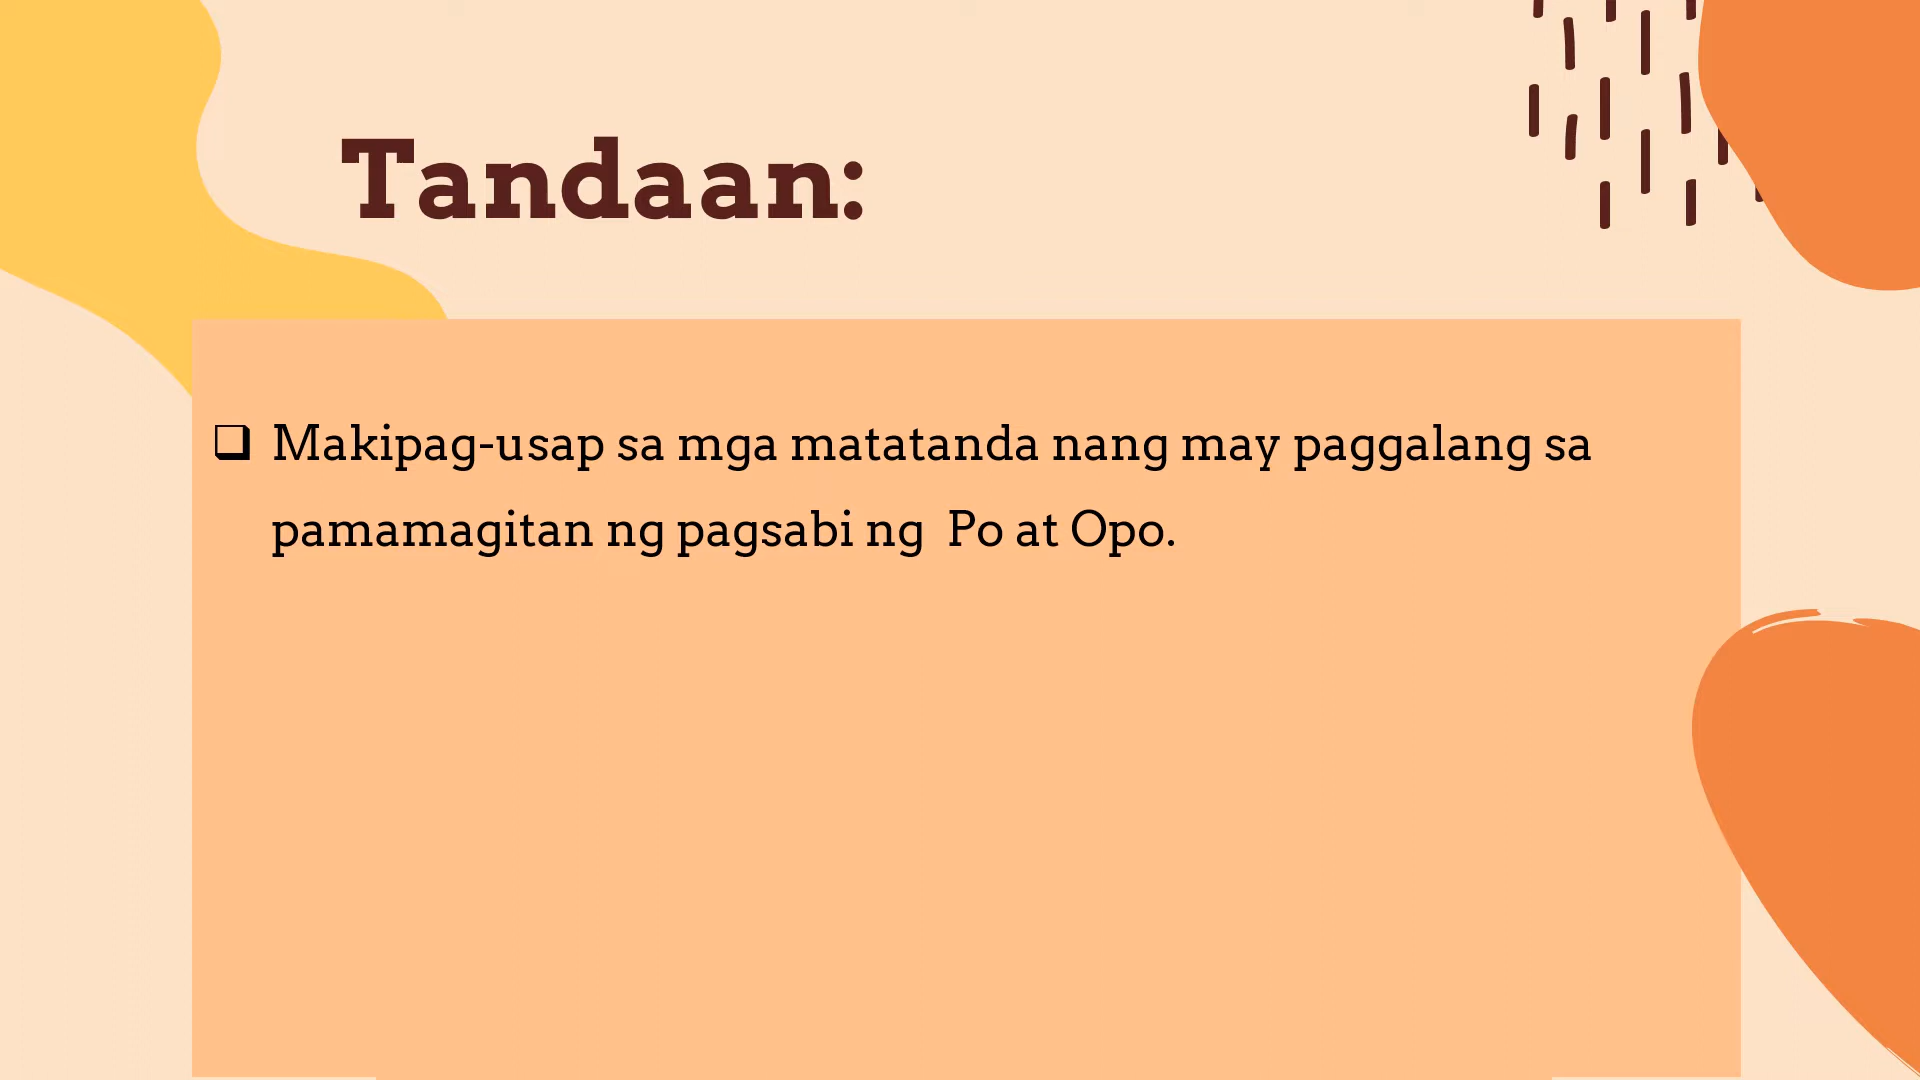 Tandaan:
❑ Makipag-usap sa mga matatanda nang may paggalang sa
pamamagitan ng pagsabi ng  Po at Opo.